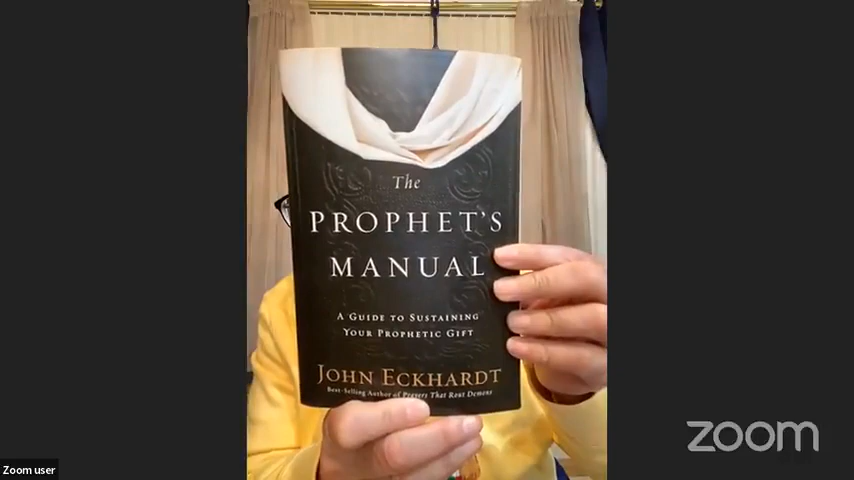 The
PROPHET'S
MANUAL
A GUIDE TO SUSTAINING
YOUR PROPHETIC GIFT
JOHN ECKHARDT
Best-Selling Author of Prayers That Rout Demons
Zoom user
zoom